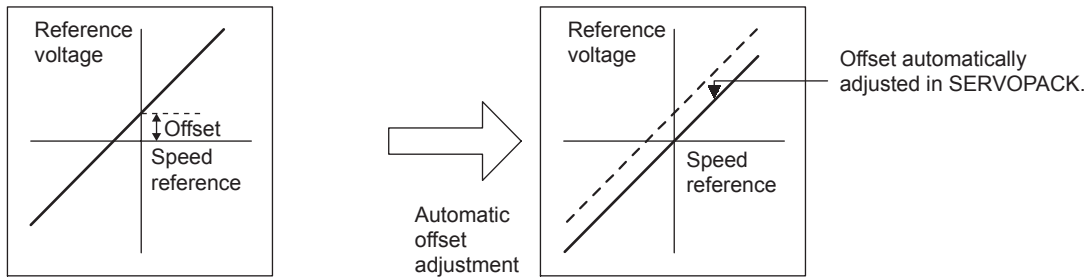 Reference
voltage
Offset
Speed
reference
Automatic
offset
adjustment
Reference
voltage
Speed
reference
Offset automatically
adjusted in SERVOPACK.